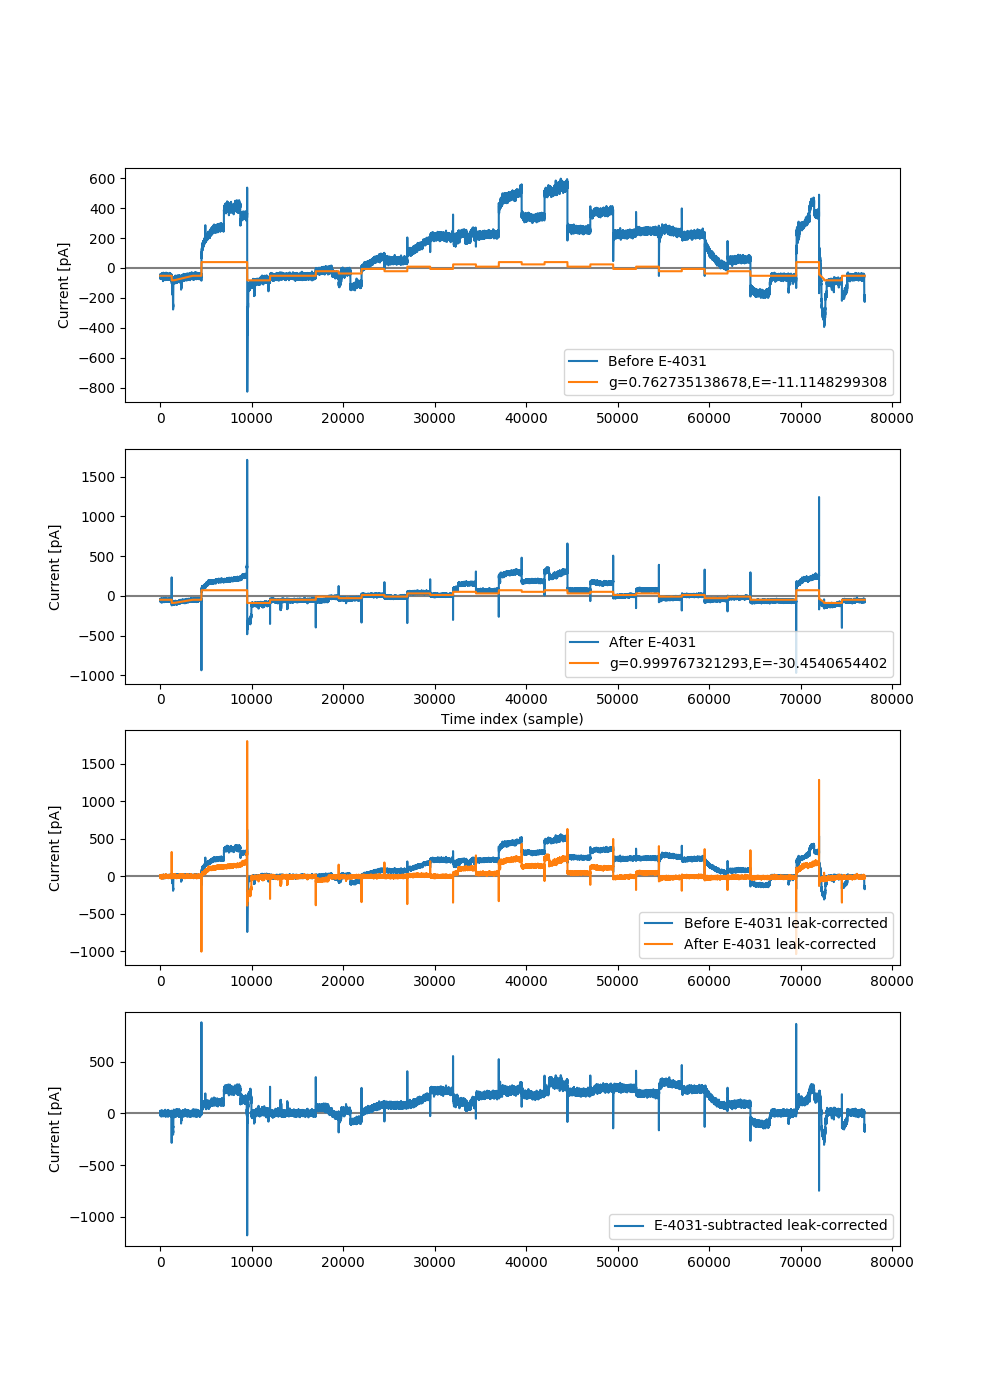 600
400
200
0
−200
−400
−600
−800
Current [pA]
Before E-4031
g=0.762735138678,E=-11.1148299308
0 10000 20000 30000 40000 50000 60000 70000 80000
1500
1000
500
0
−500
−1000
Current [pA]
After E-4031
g=0.999767321293,E=-30.4540654402
0 10000 20000 30000 40000 50000 60000 70000 80000
Time index (sample)
1500
1000
500
0
−500
−1000
Current [pA]
Before E-4031 leak-corrected
After E-4031 leak-corrected
0 10000 20000 30000 40000 50000 60000 70000 80000
500
0
−500
−1000
Current [pA]
E-4031-subtracted leak-corrected
0 10000 20000 30000 40000 50000 60000 70000 80000